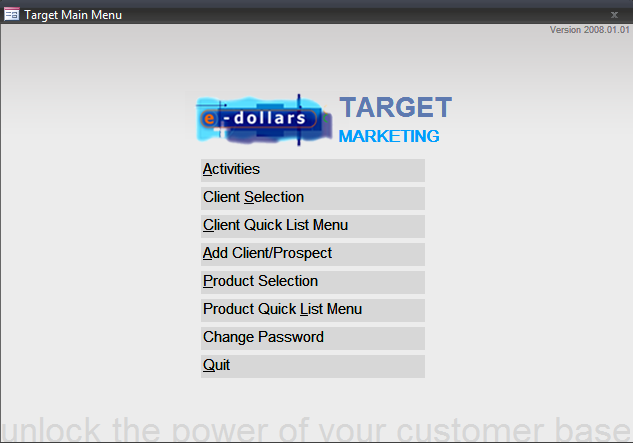 Target Main Menu
x
Version 2008.01.01
e-dollars
TARGET
MARKETING
Activities
Client Selection
Client Quick List Menu
Add Client/Prospect
Product Selection
Product Quick List Menu
Change Password
Quit
unlock the power of your customer base